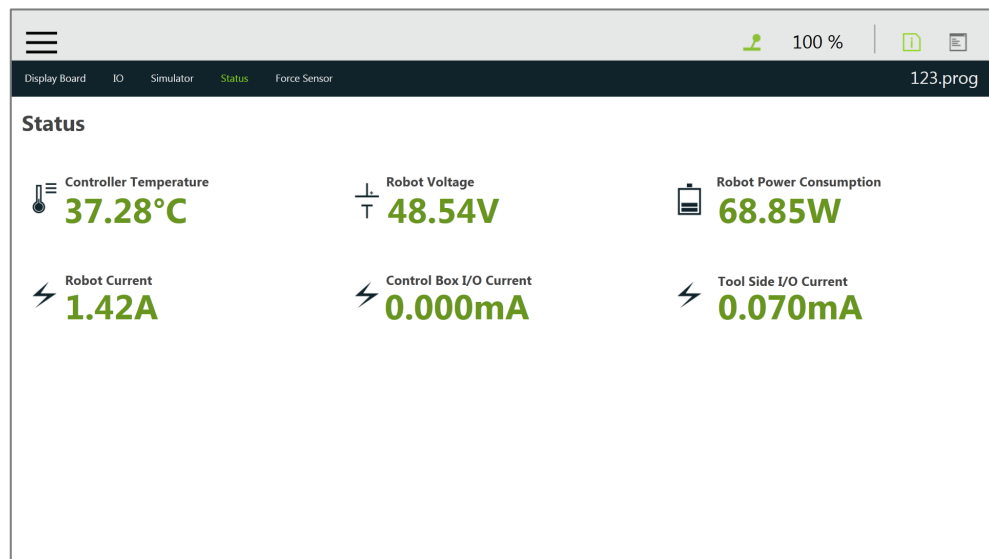 100 %
Display Board IO Simulator Status Force Sensor 123.prog
Status
Controller Temperature Robot Voltage Robot Power Consumption
37.28°C 48.54V 68.85W
Robot Current Control Box I/O Current Tool Side I/O Current
1.42A 0.000mA 0.070mA